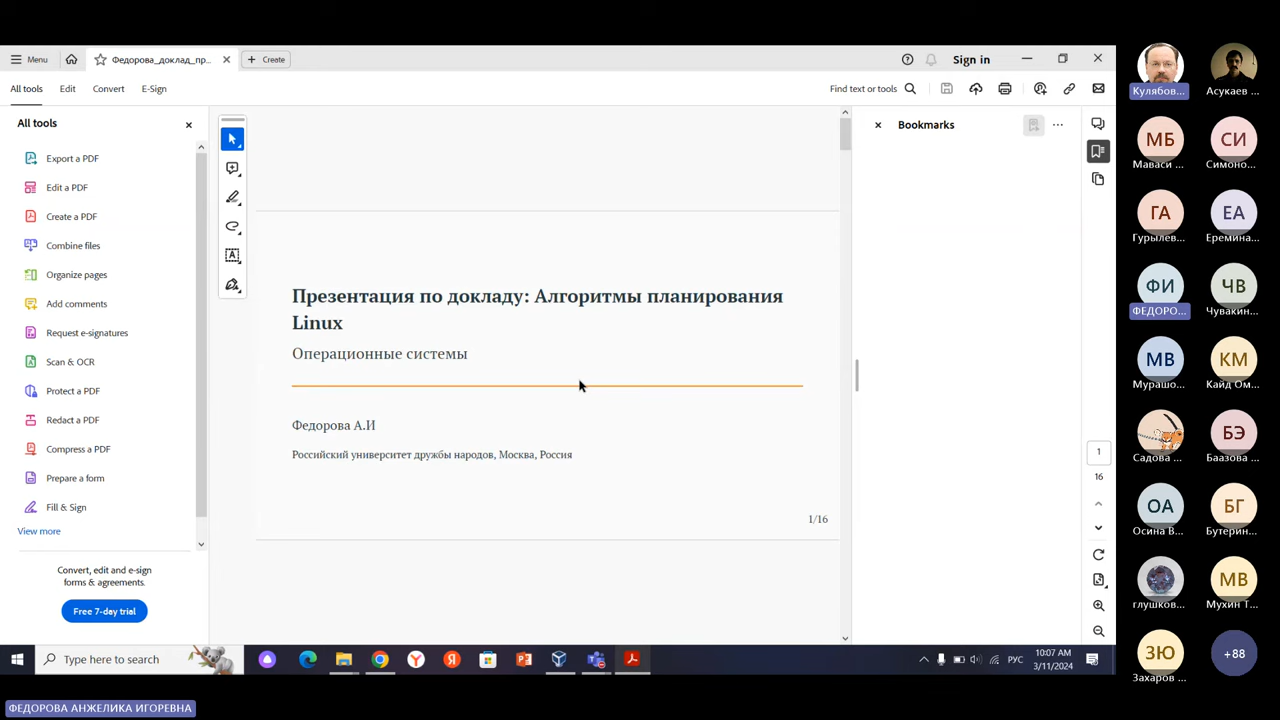 Menu
Федорова_доклад_пр...
Create
Sign in
All tools
Edit
Convert
E-Sign
Find text or tools
All tools
Export a PDF
Edit a PDF
Create a PDF
Combine files
Organize pages
Add comments
Request e-signatures
Scan & OCR
Protect a PDF
Redact a PDF
Compress a PDF
Prepare a form
Fill & Sign
View more
Convert, edit and e-sign
forms & agreements.
Free 7-day trial
Презентация по докладу: Алгоритмы планирования
Linux
Операционные системы
Федорова А.И
Российский университет дружбы народов, Москва, Россия
1/16
Bookmarks
1
16
Кулябов...
Асукаев ...
МБ
Маваси ...
СИ
Симоно...
ГА
Гурылев...
ЕА
Еремина...
ФИ
ФЕДОРО...
ЧВ
Чувакин...
МВ
Мурашо...
КМ
Кайд Ом...
Садова ...
БЭ
Баазова ...
ОА
Осина В...
БГ
Бутерин...
глушков...
МВ
Мухин Т...
ЗЮ
Захаров ...
+88
Type here to search
РУС
10:07 AM
3/11/2024
ФЕДОРОВА АНЖЕЛИКА ИГОРЕВНА